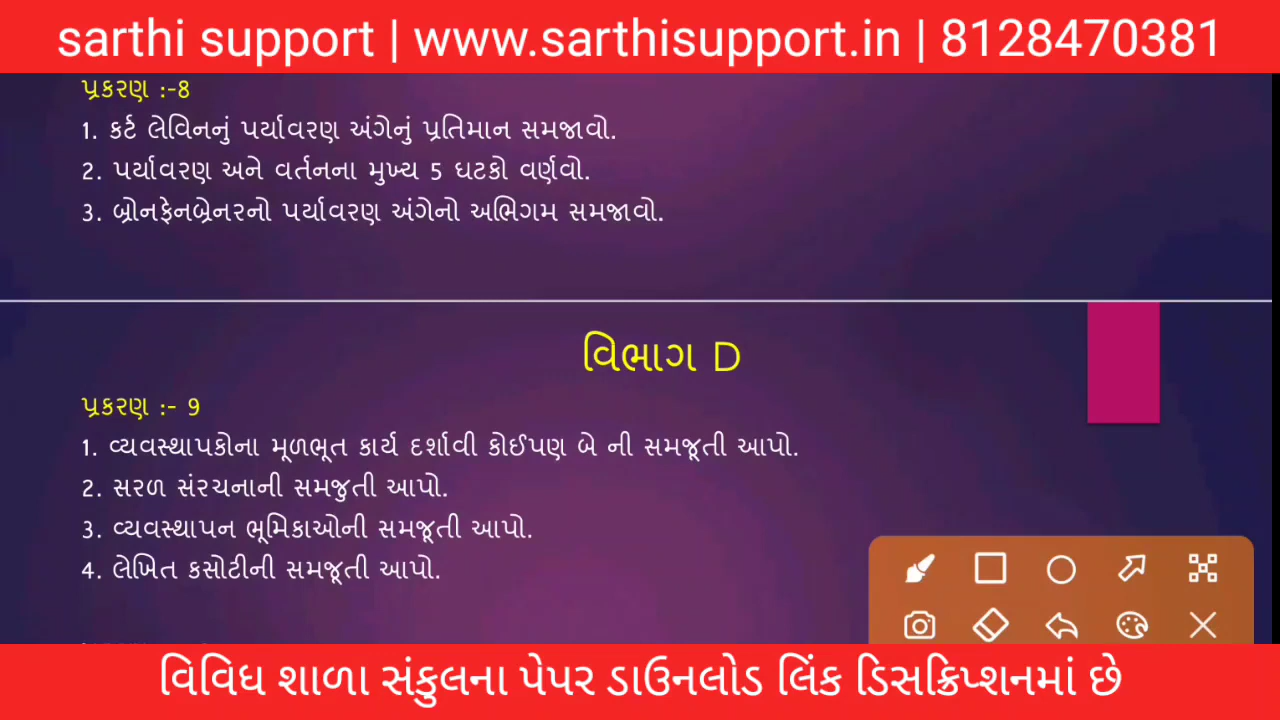 sarthi support | www.sarthisupport.in | 8128470381
પ્રકરણ :-8
1. કર્ટ લેવિનનું પર્યાવરણ અંગેનું પ્રતિમાન સમજાવો.
2. પર્યાવરણ અને વર્તનના મુખ્ય 5 ઘટકો વર્ણવો.
3. બ્રોનફેનબ્રેનરનો પર્યાવરણ અંગેનો અભિગમ સમજાવો.
વિભાગ D
પ્રકરણ :- 9
1. વ્યવસ્થાપકોના મૂળભૂત કાર્ય દર્શાવી કોઈપણ બે ની સમજૂતી આપો.
2. સરળ સંરચનાની સમજુતી આપો.
3. વ્યવસ્થાપન ભૂમિકાઓની સમજૂતી આપો.
4. લેખિત કસોટીની સમજૂતી આપો.
વિવિધ શાળા સંકુલના પેપર ડાઉનલોડ લિંક ડિસક્રિપ્શનમાં છે